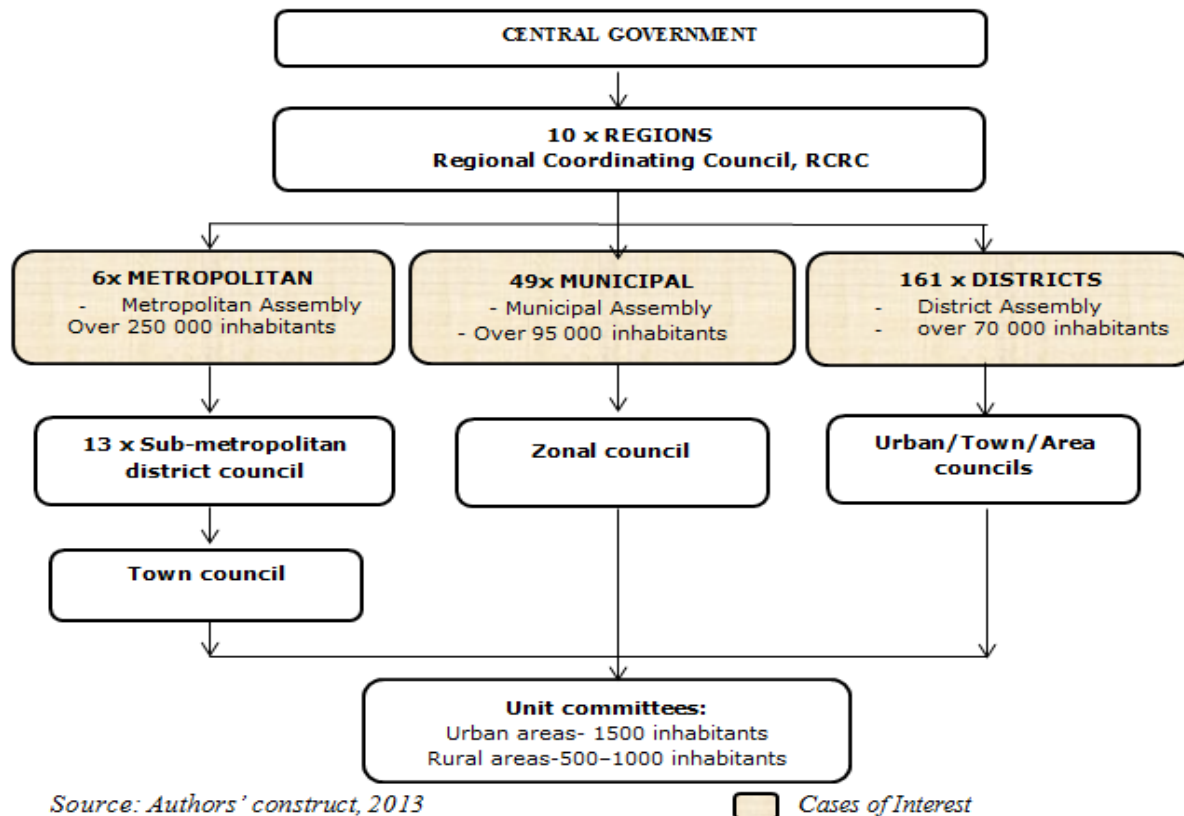 CENTRAL GOVERNMENT
10 x REGIONS
Regional Coordinating Council, RCRC
6x METROPOLITAN
- Metropolitan Assembly
Over 250 000 inhabitants
49x MUNICIPAL
- Municipal Assembly
- Over 95 000 inhabitants
161 x DISTRICTS
- District Assembly
- over 70 000 inhabitants
13 x Sub-metropolitan
district council
Zonal council
Urban/Town/Area
councils
Town council
Unit committees:
Urban areas- 1500 inhabitants
Rural areas-500–1000 inhabitants
Source: Authors' construct, 2013
Cases of Interest